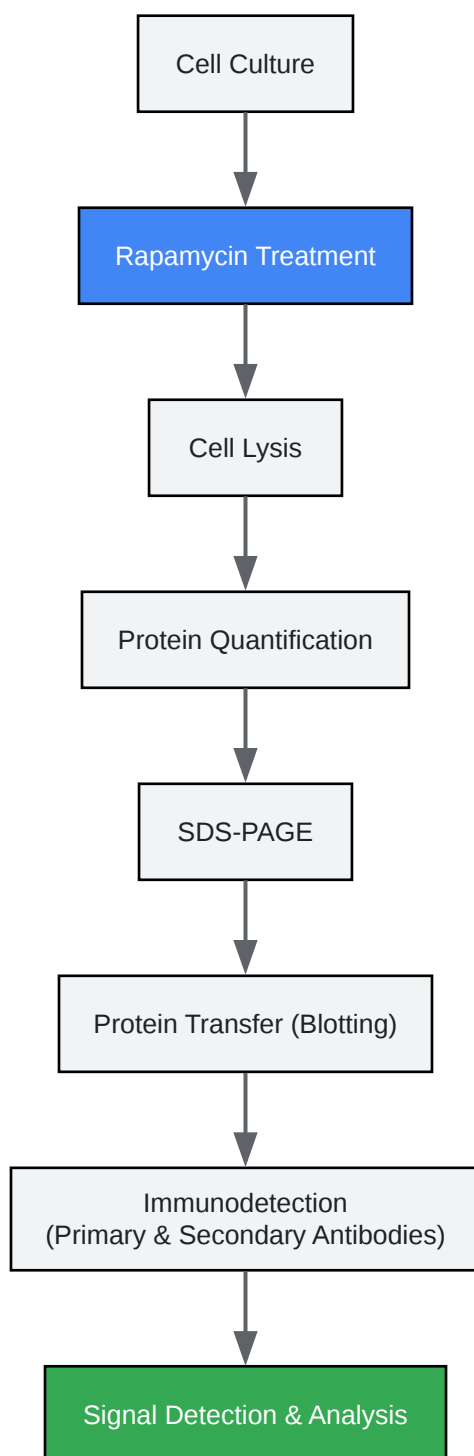 Cell Culture
Rapamycin Treatment
Cell Lysis
Protein Quantification
SDS-PAGE
Protein Transfer (Blotting)
Immunodetection
(Primary & Secondary Antibodies)
Signal Detection & Analysis